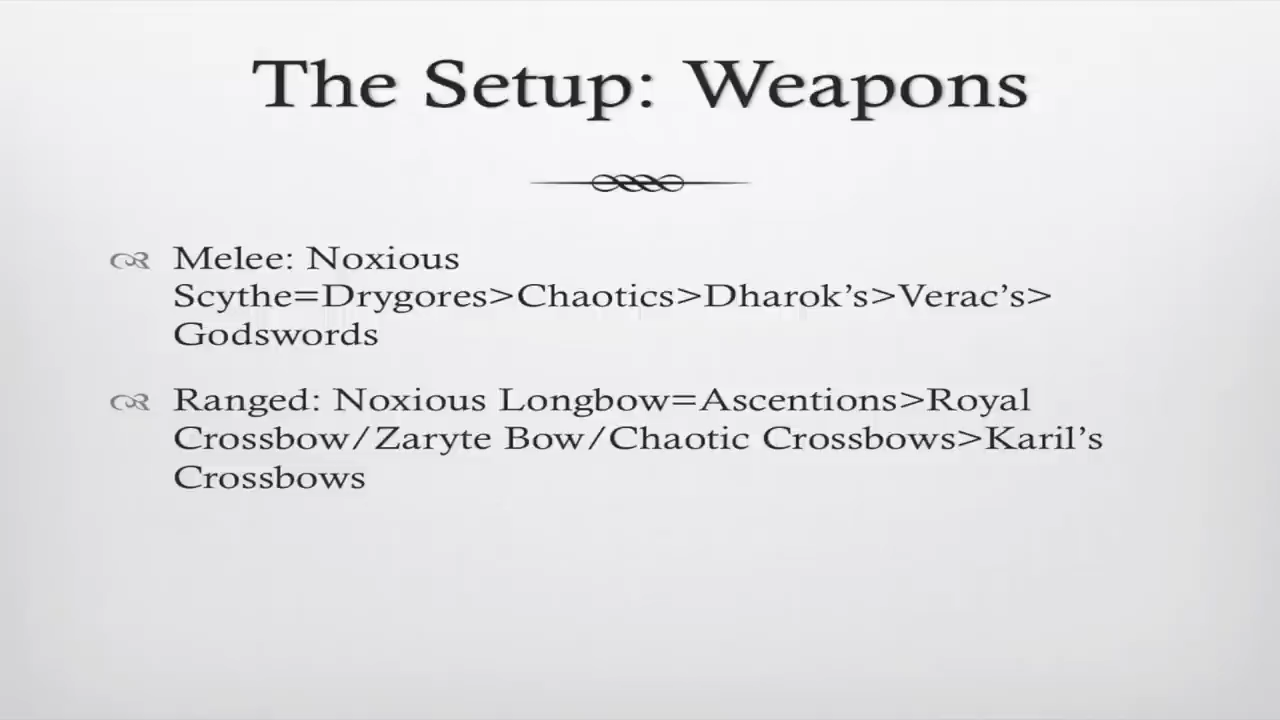 The Setup: Weapons
Melee: Noxious
Scythe=Drygores>Chaotics>Dharok’s>Verac’s>
Godswords
Ranged: Noxious Longbow=Ascentions>Royal
Crossbow/Zaryte Bow/Chaotic Crossbows>Karil’s
Crossbows